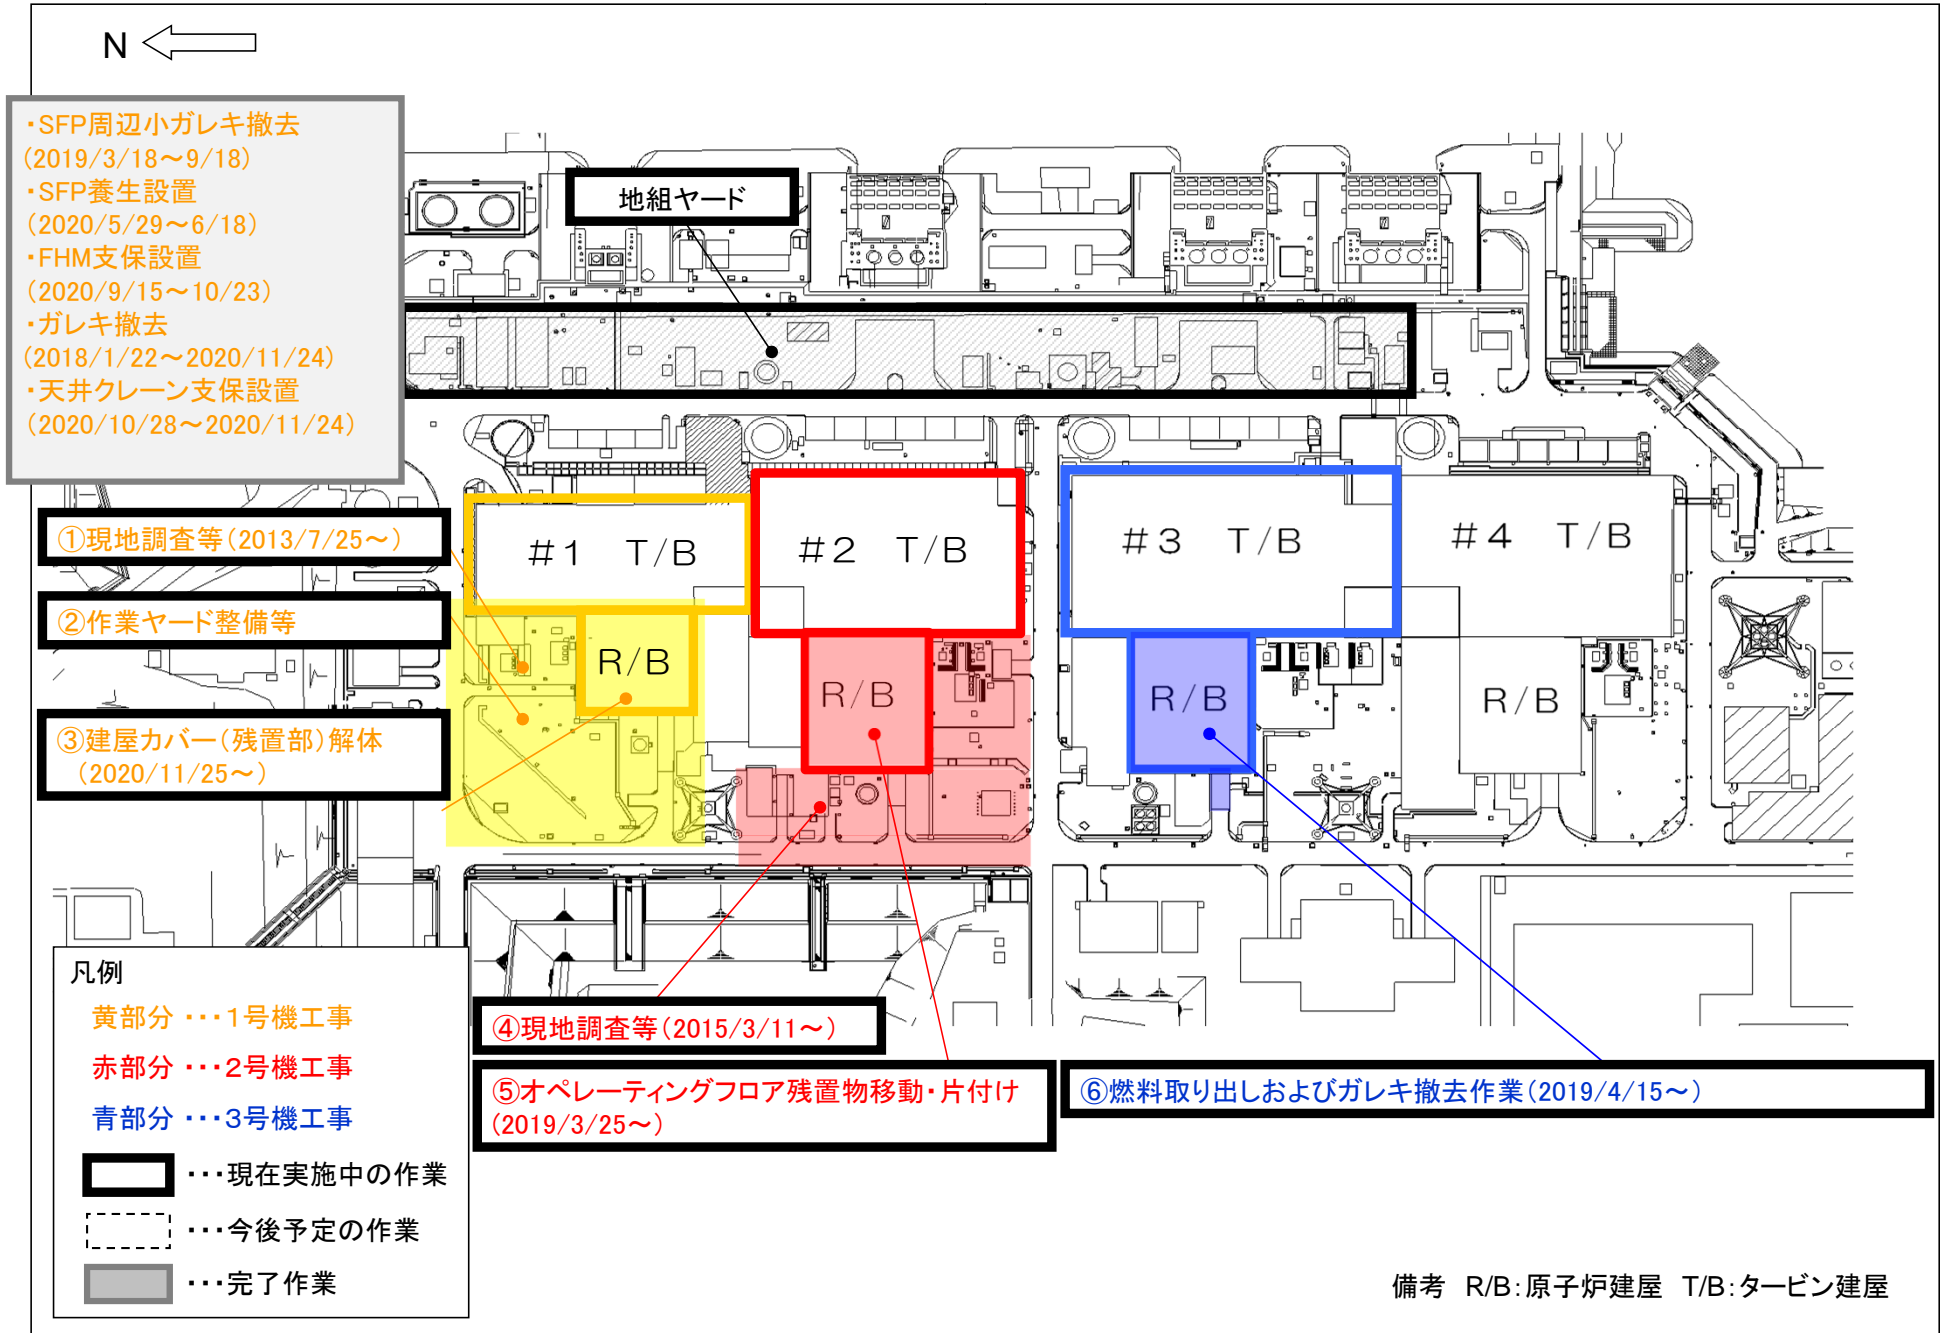 N
・SFP周辺小ガレキ撤去
(2019/3/18～9/18)
・SFP養生設置
(2020/5/29～6/18)
・FHM支保設置
(2020/9/15～10/23)
・ガレキ撤去
(2018/1/22～2020/11/24)
・天井クレーン支保設置
(2020/10/28～2020/11/24)
地組ヤード
①現地調査等(2013/7/25～)
②作業ヤード整備等
③建屋カバー(残置部)解体
(2020/11/25～)
#1 T/B
#2 T/B
#3 T/B
#4 T/B
R/B
R/B
R/B
R/B
④現地調査等(2015/3/11～)
⑤オペレーティングフロア残置物移動・片付け
(2019/3/25～)
⑥燃料取り出しおよびガレキ撤去作業(2019/4/15～)
凡例
黄部分 ・・・1号機工事
赤部分 ・・・2号機工事
青部分 ・・・3号機工事
・・・現在実施中の作業
・・・今後予定の作業
・・・完了作業
備考 R/B:原子炉建屋 T/B:タービン建屋